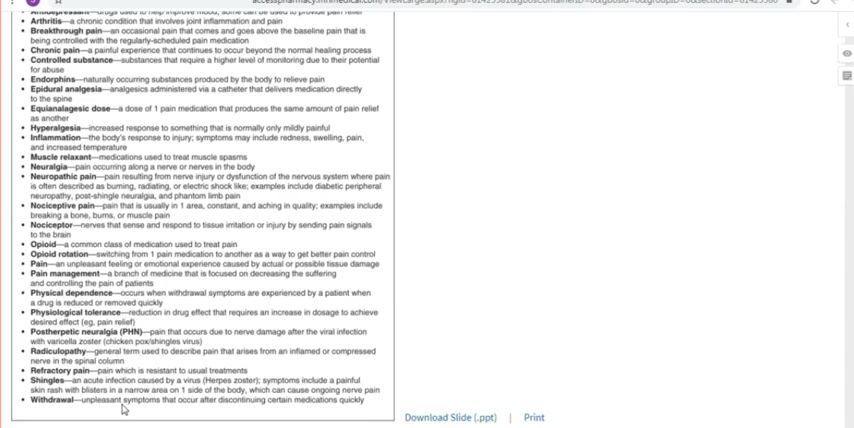 accesspharmacy.mhmedical.com/ViewLarge.aspx?figid=
Antidepressant—drugs used to help improve mood; some can be used to provide pain relief
• Arthritis—a chronic condition that involves joint inflammation and pain
• Breakthrough pain—an occasional pain that comes and goes above the baseline pain that is
being controlled with the regularly-scheduled pain medication
• Chronic pain—a painful experience that continues to occur beyond the normal healing process
• Controlled substance—substances that require a higher level of monitoring due to their potential
for abuse
• Endorphins—naturally occurring substances produced by the body to relieve pain
• Epidural analgesia—analgesics administered via a catheter that delivers medication directly
to the spine
• Equianalagesic dose—a dose of 1 pain medication that produces the same amount of pain relief
as another
• Hyperalgesia—increased response to something that is normally only mildly painful
• Inflammation—the body's response to injury; symptoms may include redness, swelling, pain,
and increased temperature
• Muscle relaxant—medications used to treat muscle spasms
• Neuralgia—pain occurring along a nerve or nerves in the body
• Neuropathic pain—pain resulting from nerve injury or dysfunction of the nervous system where pain
is often described as burning, radiating, or electric shock like; examples include diabetic peripheral
neuropathy, post-shingle neuralgia, and phantom limb pain
• Nociceptive pain—pain that is usually in 1 area, constant, and aching in quality; examples include
breaking a bone, burns, or muscle pain
• Nociceptor—nerves that sense and respond to tissue irritation or injury by sending pain signals
to the brain
• Opioid—a common class of medication used to treat pain
• Opioid rotation—switching from 1 pain medication to another as a way to get better pain control
• Pain—an unpleasant feeling or emotional experience caused by actual or possible tissue damage
• Pain management—a branch of medicine that is focused on decreasing the suffering
and controlling the pain of patients
• Physical dependence—occurs when withdrawal symptoms are experienced by a patient when
a drug is reduced or removed quickly
• Physiological tolerance—reduction in drug effect that requires an increase in dosage to achieve
desired effect (eg, pain relief)
• Postherpetic neuralgia (PHN)—pain that occurs due to nerve damage after the viral infection
with varicella zoster (chicken pox/shingles virus)
• Radiculopathy—general term used to describe pain that arises from an inflamed or compressed
nerve in the spinal column
• Refractory pain—pain which is resistant to usual treatments
• Shingles—an acute infection caused by a virus (Herpes zoster); symptoms include a painful
skin rash with blisters in a narrow area on 1 side of the body, which can cause ongoing nerve pain
• Withdrawal—unpleasant symptoms that occur after discontinuing certain medications quickly
Download Slide (.ppt) | Print